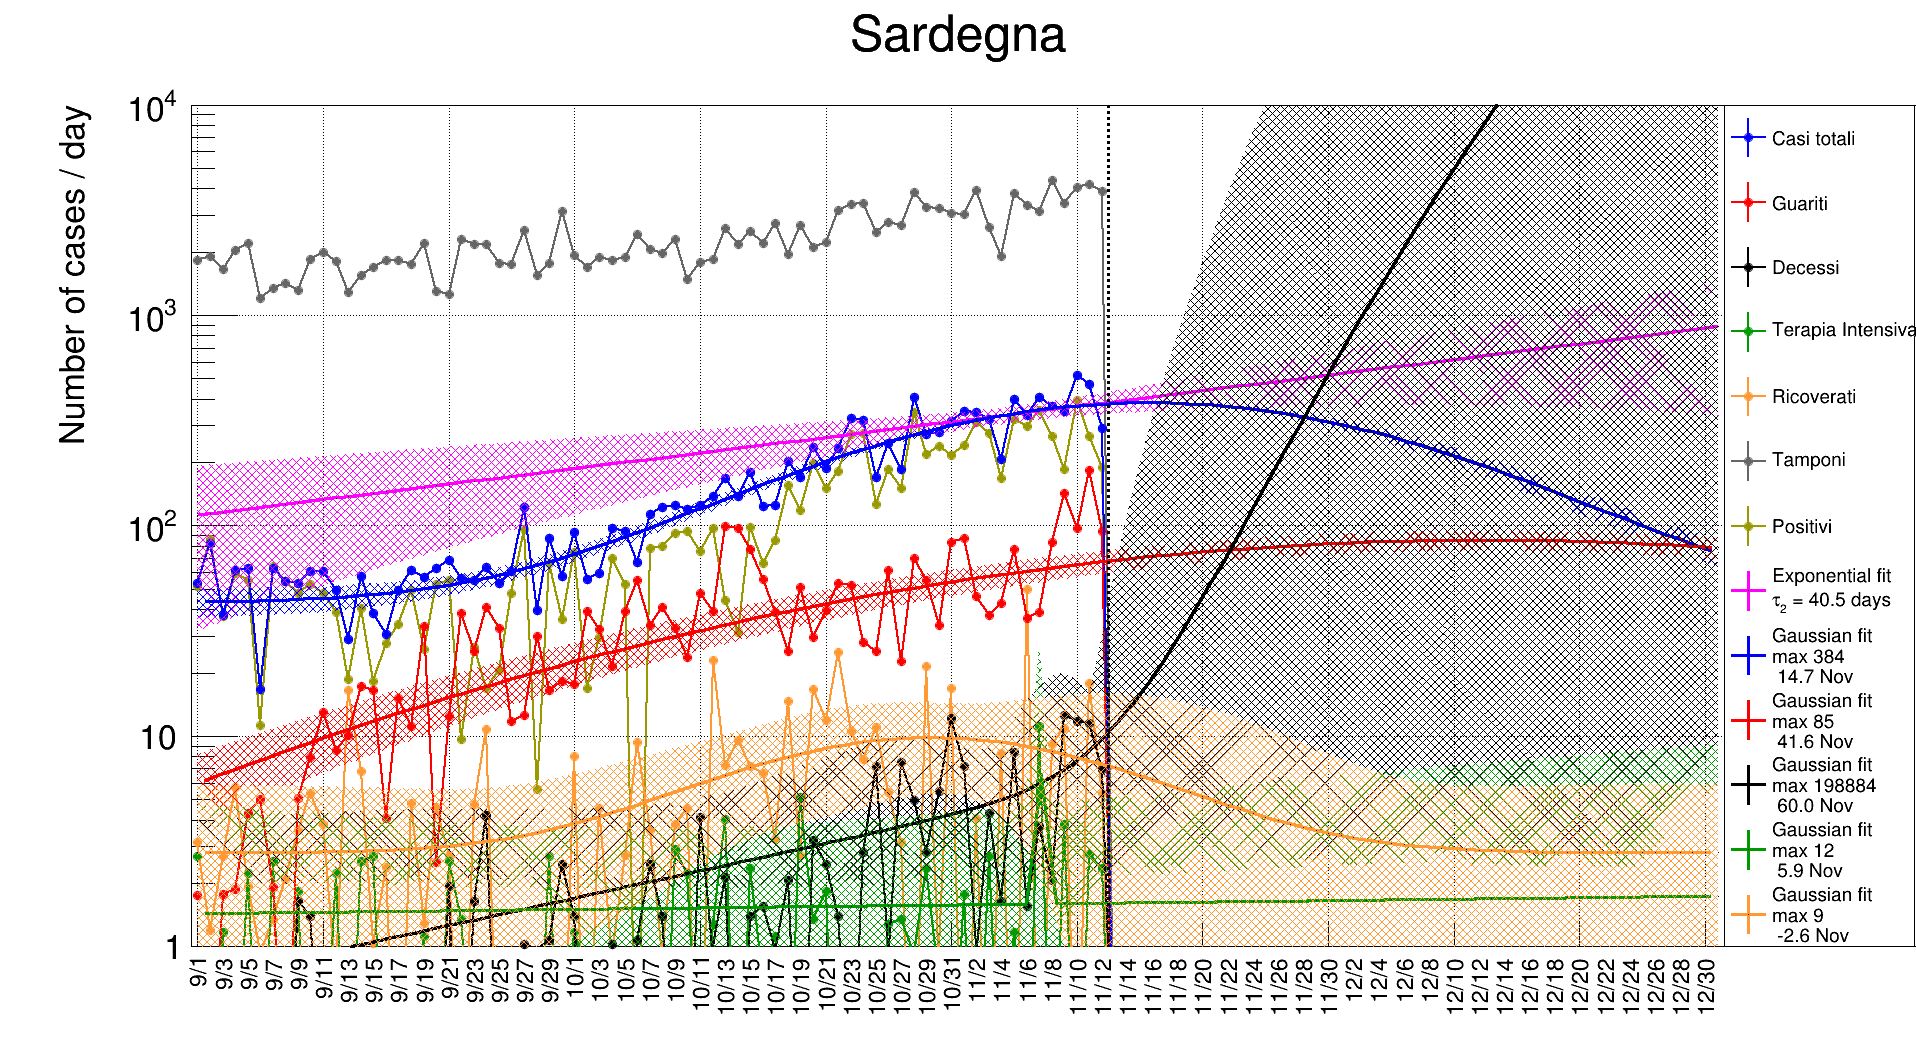 Sardegna
Number of cases / day
10^4
10^3
10^2
10
1
9/1
9/3
9/5
9/7
9/9
9/11
9/13
9/15
9/17
9/19
9/21
9/23
9/25
9/27
9/29
10/1
10/3
10/5
10/7
10/9
10/11
10/13
10/15
10/17
10/19
10/21
10/23
10/25
10/27
10/29
10/31
11/2
11/4
11/6
11/8
11/10
11/12
11/14
11/16
11/18
11/20
11/22
11/24
11/26
11/28
11/30
12/2
12/4
12/6
12/8
12/10
12/12
12/14
12/16
12/18
12/20
12/22
12/24
12/26
12/28
12/30
Casi totali
Guariti
Decessi
Terapia Intensiva
Ricoverati
Tamponi
Positivi
Exponential fit
τ₂ = 40.5 days
Gaussian fit
max 384
14.7 Nov
Gaussian fit
max 85
41.6 Nov
Gaussian fit
max 198884
60.0 Nov
Gaussian fit
max 12
5.9 Nov
Gaussian fit
max 9
-2.6 Nov